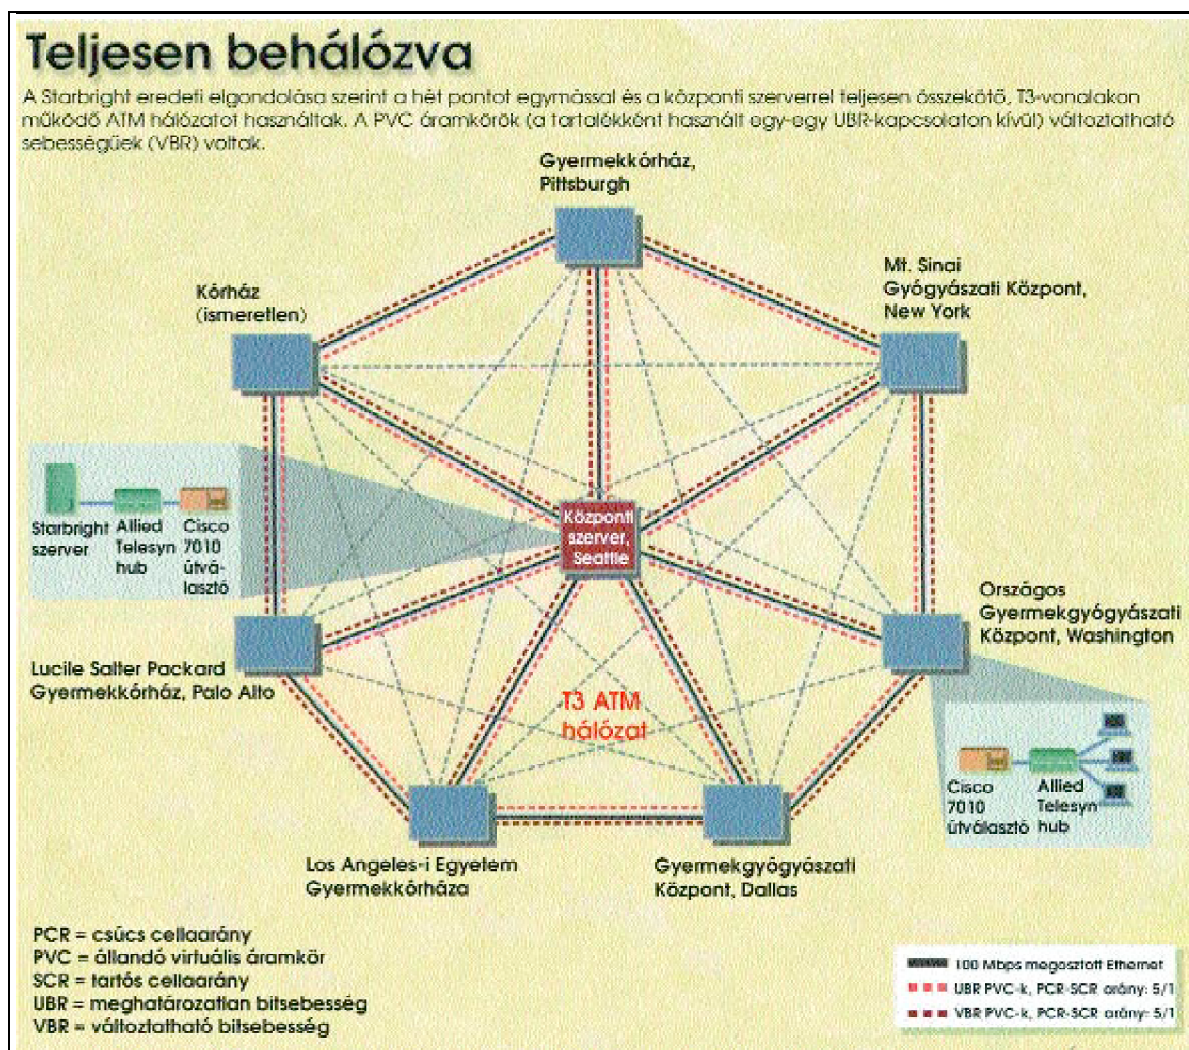 Teljesen behálózva
A Starbright eredeti elgondolása szerint a hét pontot egymással és a központi szerverrel teljesen összekötő, T3-vonalakon
működő ATM hálózatot használtak. A PVC áramkörök (a tartalékként használt egy-egy UBR-kapcsolaton kívül) változtatható
sebességűek (VBR) voltak.
Gyermekkórház,
Pittsburgh
Mt. Sinai
Gyógyászati Központ,
New York
Kórház
(ismeretlen)
Starbright
szerver
Allied
Telesyn
hub
Cisco
7010
útvá-
lasztó
Központi
szerver,
Seattle
Országos
Gyermekgyógyászati
Központ, Washington
Lucile Salter Packard
Gyermekkórház, Palo Alto
T3 ATM
hálózat
Cisco
7010
útválasztó
Allied
Telesyn
hub
Los Angeles-i Egyetem
Gyermekkórháza
Gyermekgyógyászati
Központ, Dallas
PCR = csúcs cellaarány
PVC = állandó virtuális áramkör
SCR = tartós cellaarány
UBR = meghatározatlan bitsebesség
VBR = változtatható bitsebesség
100 Mbps megosztott Ethernet
UBR PVC-k, PCR-SCR arány: 5/1
VBR PVC-k, PCR-SCR arány: 5/1